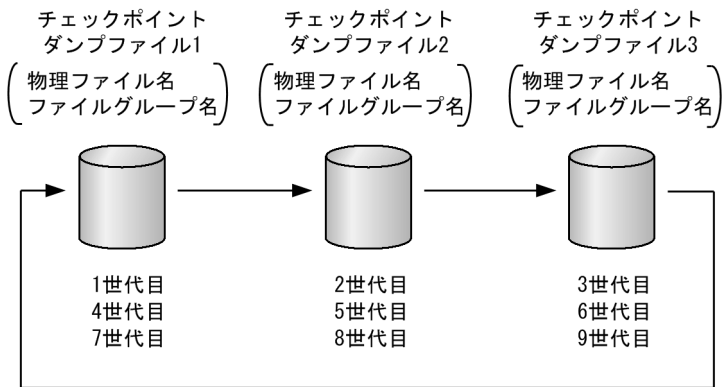 チェックポイント
ダンプファイル1
物理ファイル名
ファイルグループ名
チェックポイント
ダンプファイル2
物理ファイル名
ファイルグループ名
チェックポイント
ダンプファイル3
物理ファイル名
ファイルグループ名
1世代目
4世代目
7世代目
2世代目
5世代目
8世代目
3世代目
6世代目
9世代目